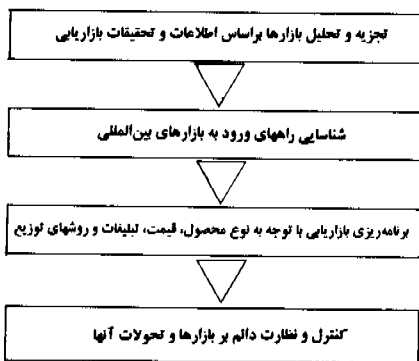 تجزیه و تحلیل بازارها براساس اطلاعات و تحقیقات بازاریابی
شناسایی راههای ورود به بازارهای بین‌المللی
برنامه‌ریزی بازاریابی با توجه به نوع محصول، قیمت، تبلیغات و روشهای توزیع
کنترل و نظارت دائم بر بازارها و تحولات آنها